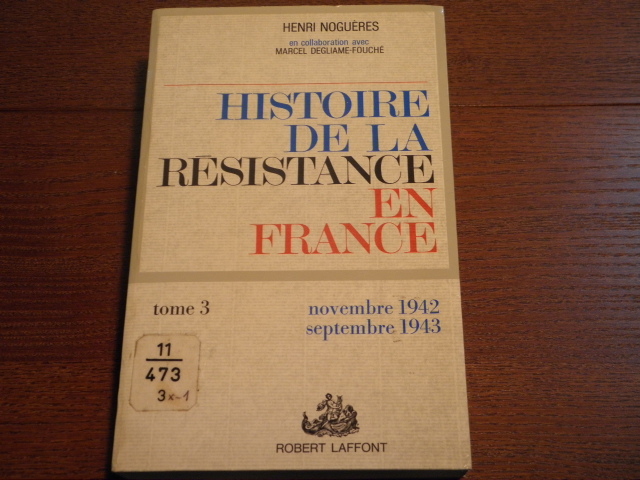 HENRI NOGUÈRES
en collaboration avec
MARCEL DEGLIAME-FOUCHÉ
HISTOIRE
DE LA
RÉSISTANCE
EN
FRANCE
tome 3
novembre 1942
septembre 1943
11
473
3x-1
ROBERT LAFFONT